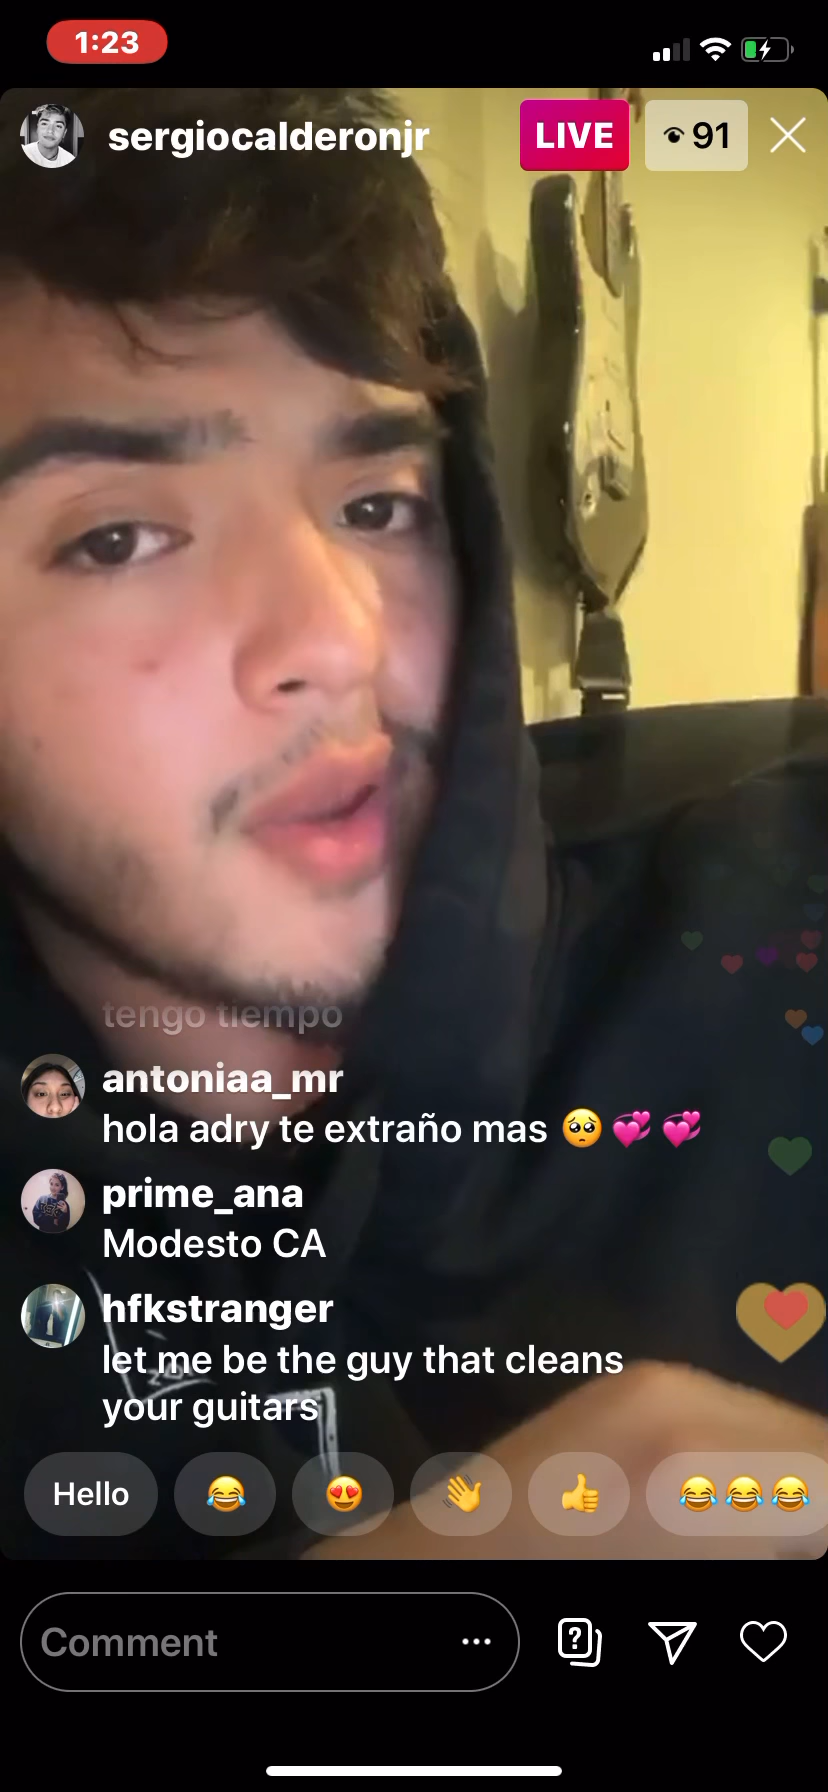 1:23
sergiocalderonjr
LIVE
91
tengo tiempo
antoniaa_mr
hola adry te extraño mas 🥺 💞 💞
prime_ana
Modesto CA
hfkstranger
let me be the guy that cleans
your guitars
Hello 😂 😍 👋 👍 😂 😂 😂
Comment